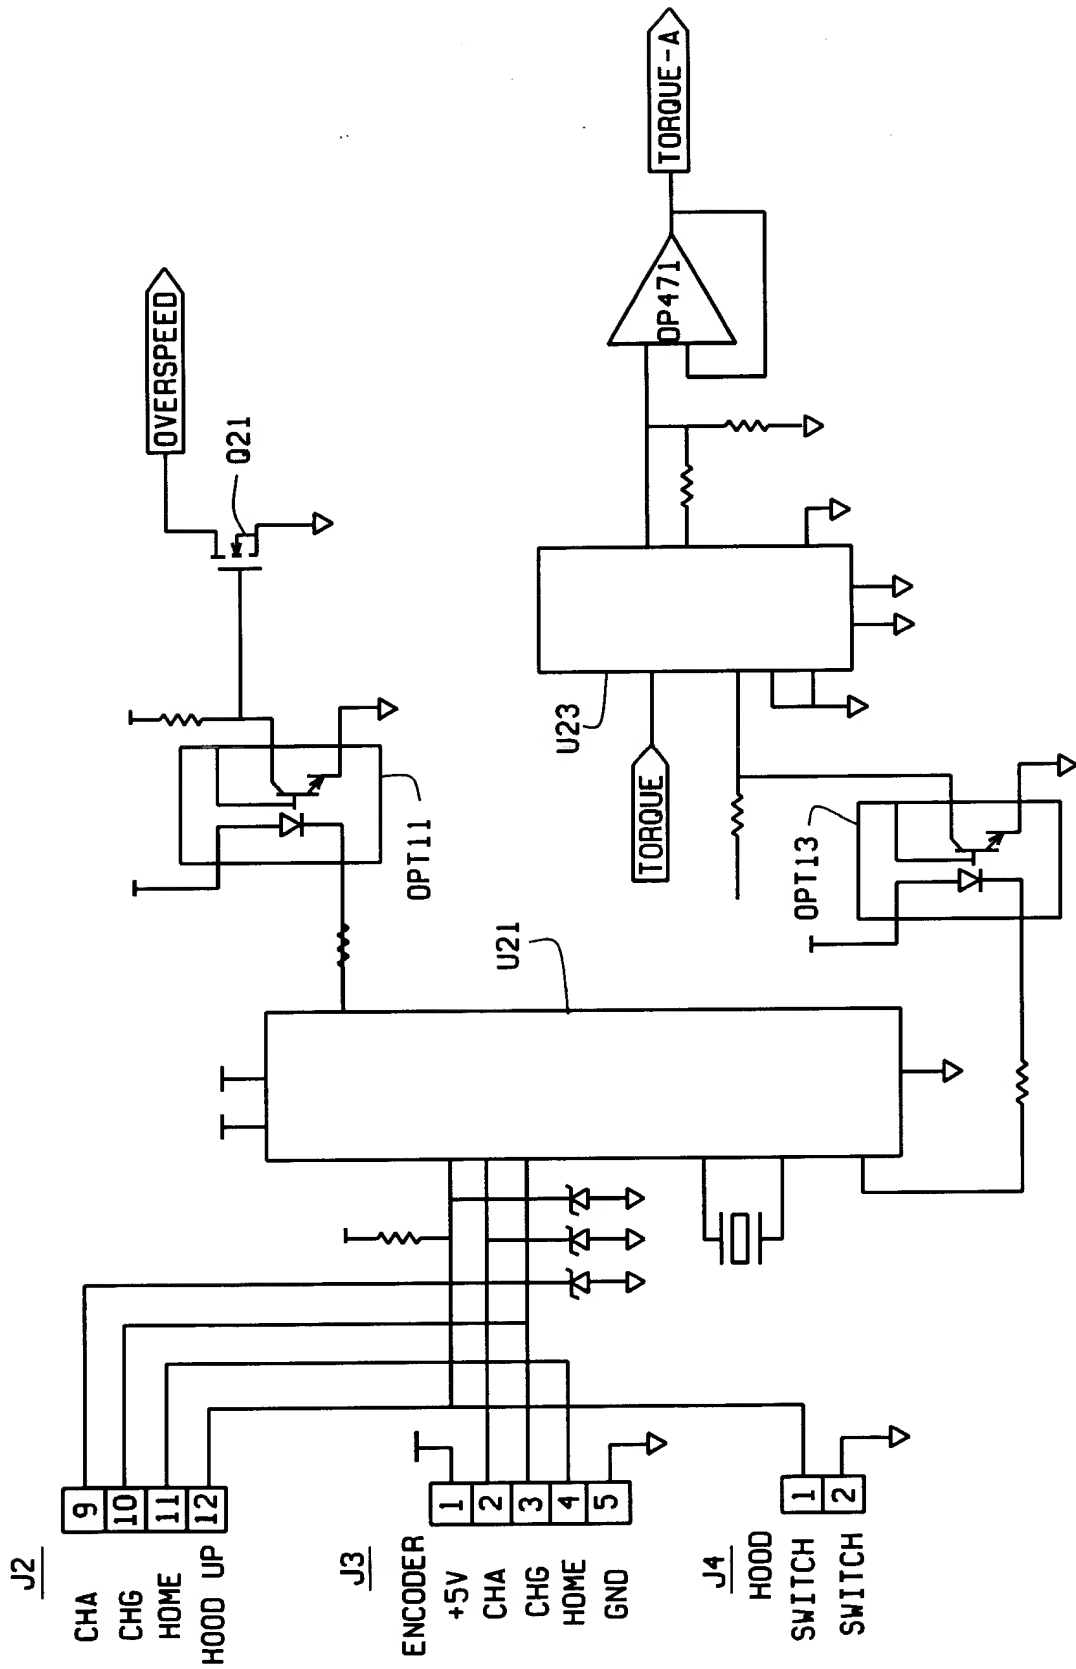 J2
CHA 9
CHG 10
HOME 11
HOOD UP 12
J3
ENCODER
+5V 1
CHA 2
CHG 3
HOME 4
GND 5
J4
HOOD
SWITCH 1
SWITCH 2
U21
OPT11
OPT13
Q21
OVERSPEED
TORQUE
U23
OP471
TORQUE-A